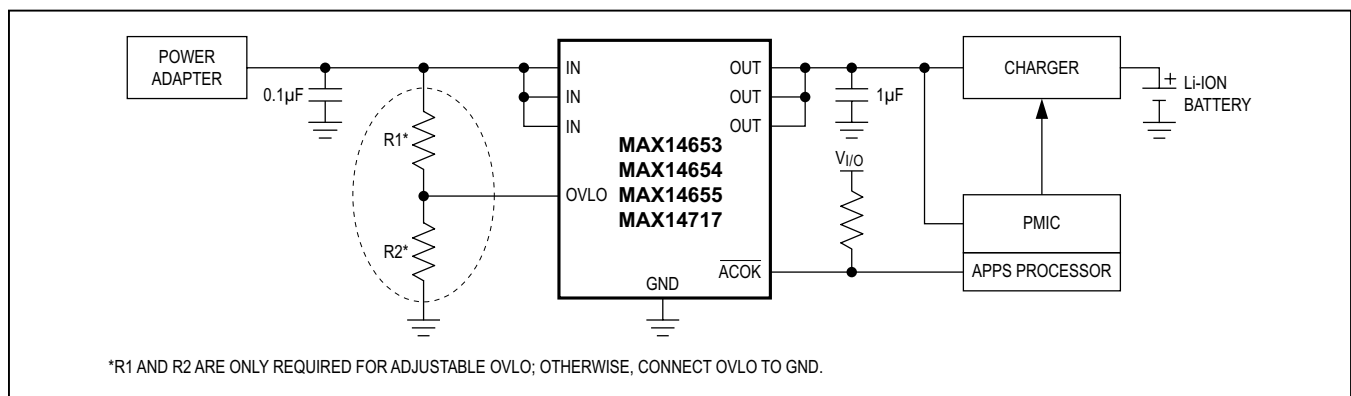 POWER
ADAPTER
0.1µF
R1*
R2*
IN
IN
IN
OVLO
OUT
OUT
OUT
MAX14653
MAX14654
MAX14655
MAX14717
GND
ACOK
1µF
VI/O
CHARGER
+
Li-ION
BATTERY
PMIC
APPS PROCESSOR
*R1 AND R2 ARE ONLY REQUIRED FOR ADJUSTABLE OVLO; OTHERWISE, CONNECT OVLO TO GND.